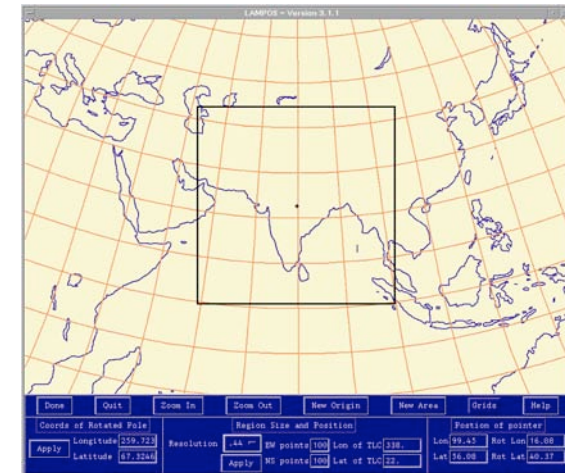 LAMPOS - Version 3.1.1
Done Quit Zoom In Zoom Out New Origin New Area Grids Help
Coords of Rotated Pole Region Size and Position Postion of pointer
Apply Longitude 259.723 Resolution .44 EW points 100 Lon of TLC 338. Lon 99.45 Rot Lon 16.08
Latitude 67.3246 Apply NS points 100 Lat of TLC 22. Lat 56.08 Rot Lat 40.37